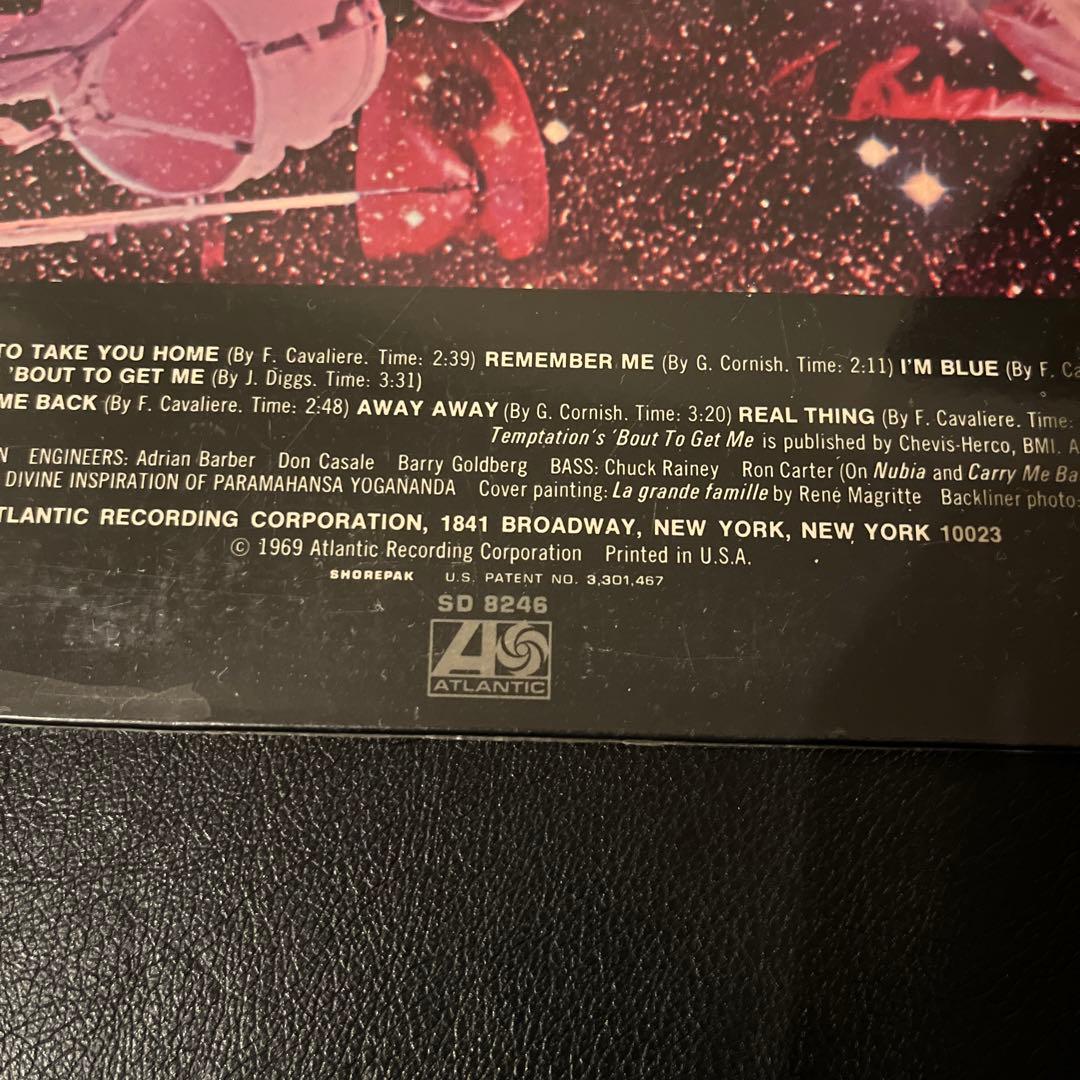 TO TAKE YOU HOME (By F. Cavaliere. Time: 2:39) REMEMBER ME (By G. Cornish. Time: 2:11) I'M BLUE (By F. Ca
'BOUT TO GET ME (By J. Diggs. Time: 3:31)
ME BACK (By F. Cavaliere. Time: 2:48) AWAY AWAY (By G. Cornish. Time: 3:20) REAL THING (By F. Cavaliere. Time:
Temptation's 'Bout To Get Me is published by Chevis-Herco, BMI. A
N ENGINEERS: Adrian Barber Don Casale Barry Goldberg BASS: Chuck Rainey Ron Carter (On Nubia and Carry Me Ba
DIVINE INSPIRATION OF PARAMAHANSA YOGANANDA Cover painting: La grande famille by René Magritte Backliner photo-
TLANTIC RECORDING CORPORATION, 1841 BROADWAY, NEW YORK, NEW YORK 10023
© 1969 Atlantic Recording Corporation Printed in U.S.A.
SHOREPAK U.S. PATENT NO. 3,301,467
SD 8246
ATLANTIC